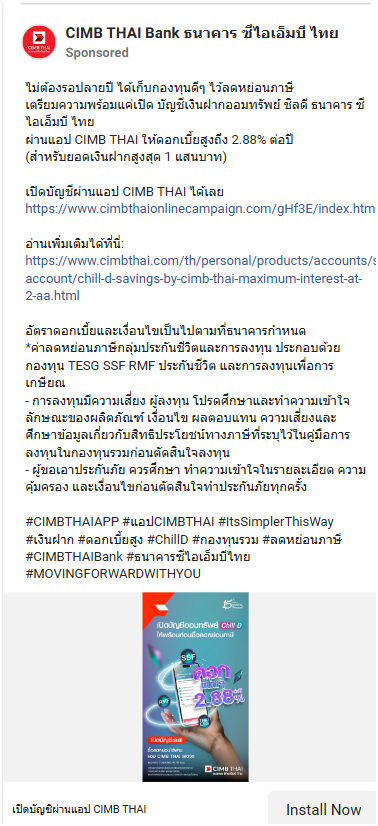 CIMB THAI
CIMB THAI Bank ธนาคาร ซีไอเอ็มบี ไทย
Sponsored
ไม่ต้องรอปลายปี ได้เก็บกองทุนดีๆ ไว้ลดหย่อนภาษี
เตรียมความพร้อมแค่เปิด บัญชีเงินฝากออมทรัพย์ ชิลดี ธนาคาร ซี
ไอเอ็มบี ไทย
ผ่านแอป CIMB THAI ให้ดอกเบี้ยสูงถึง 2.88% ต่อปี
(สำหรับยอดเงินฝากสูงสุด 1 แสนบาท)
เปิดบัญชีผ่านแอป CIMB THAI ได้เลย
https://www.cimbthaionlinecampaign.com/gHf3E/index.htm
อ่านเพิ่มเติมได้ที่นี่:
https://www.cimbthai.com/th/personal/products/accounts/s
account/chill-d-savings-by-cimb-thai-maximum-interest-at-
2-aa.html
อัตราดอกเบี้ยและเงื่อนไขเป็นไปตามที่ธนาคารกำหนด
*ค่าลดหย่อนภาษีกลุ่มประกันชีวิตและการลงทุน ประกอบด้วย
กองทุน TESG SSF RMF ประกันชีวิต และการลงทุนเพื่อการ
เกษียณ
- การลงทุนมีความเสี่ยง ผู้ลงทุน โปรดศึกษาและทำความเข้าใจ
ลักษณะของผลิตภัณฑ์ เงื่อนไข ผลตอบแทน ความเสี่ยงและ
ศึกษาข้อมูลเกี่ยวกับสิทธิประโยชน์ทางภาษีที่ระบุไว้ในคู่มือการ
ลงทุนในกองทุนรวมก่อนตัดสินใจลงทุน
- ผู้ขอเอาประกันภัย ควรศึกษา ทำความเข้าใจในรายละเอียด ความ
คุ้มครอง และเงื่อนไขก่อนตัดสินใจทำประกันภัยทุกครั้ง
#CIMBTHAIAPP #แอปCIMBTHAI #ItsSimplerThisWay
#เงินฝาก #ดอกเบี้ยสูง #ChillD #กองทุนรวม #ลดหย่อนภาษี
#CIMBTHAIBank #ธนาคารซีไอเอ็มบีไทย
#MOVINGFORWARDWITHYOU
เปิดบัญชีออมทรัพย์ Chill D
ให้พร้อมก่อนซื้อลดหย่อนภาษี
SSF
ดอก
2.88%
เปิดบัญชีเลย!
CIMB THAI
เปิดบัญชีผ่านแอป CIMB THAI
Install Now